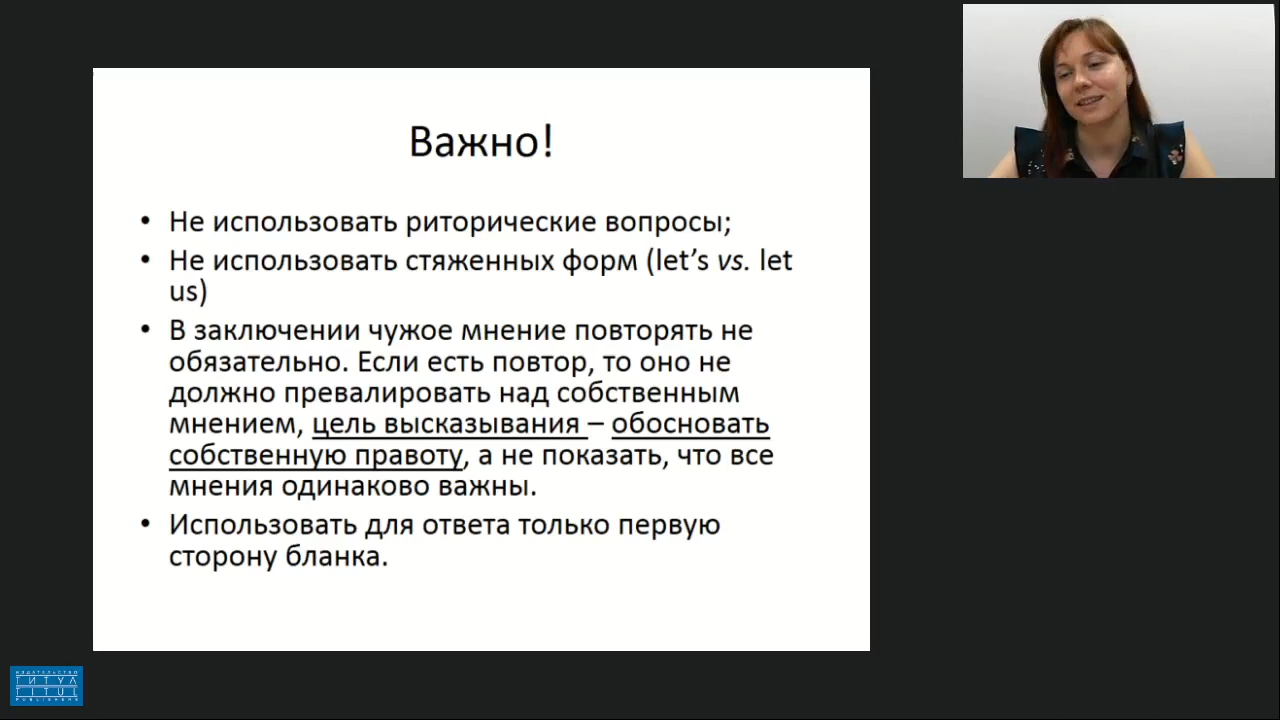 Важно!
• Не использовать риторические вопросы;
• Не использовать стяженных форм (let’s vs. let
us)
• В заключении чужое мнение повторять не
обязательно. Если есть повтор, то оно не
должно превалировать над собственным
мнением, цель высказывания – обосновать
собственную правоту, а не показать, что все
мнения одинаково важны.
• Использовать для ответа только первую
сторону бланка.
ИЗДАТЕЛЬСТВО
ТИТУЛ
TITUL
PUBLISHERS